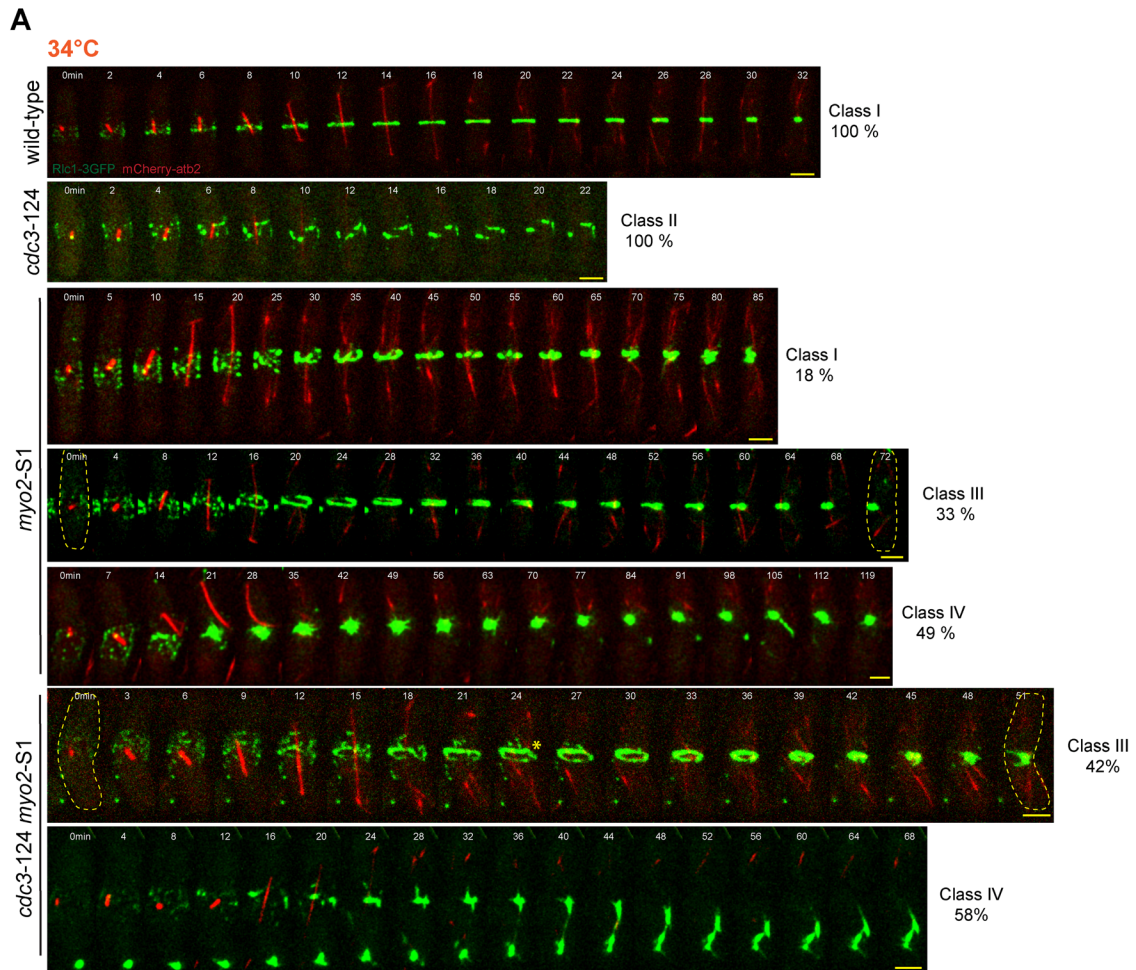 A
34°C
wild-type
0min 2 4 6 8 10 12 14 16 18 20 22 24 26 28 30 32
Rlc1-3GFP mCherry-atb2
Class I
100 %
cdc3-124
0min 2 4 6 8 10 12 14 16 18 20 22
Class II
100 %
myo2-S1
0min 5 10 15 20 25 30 35 40 45 50 55 60 65 70 75 80 85
Class I
18 %
0min 4 8 12 16 20 24 28 32 36 40 44 48 52 56 60 64 68 72
Class III
33 %
0min 7 14 21 28 35 42 49 56 63 70 77 84 91 98 105 112 119
Class IV
49 %
cdc3-124 myo2-S1
0min 3 6 9 12 15 18 21 24 27 30 33 36 39 42 45 48 51
*
Class III
42%
0min 4 8 12 16 20 24 28 32 36 40 44 48 52 56 60 64 68
Class IV
58%